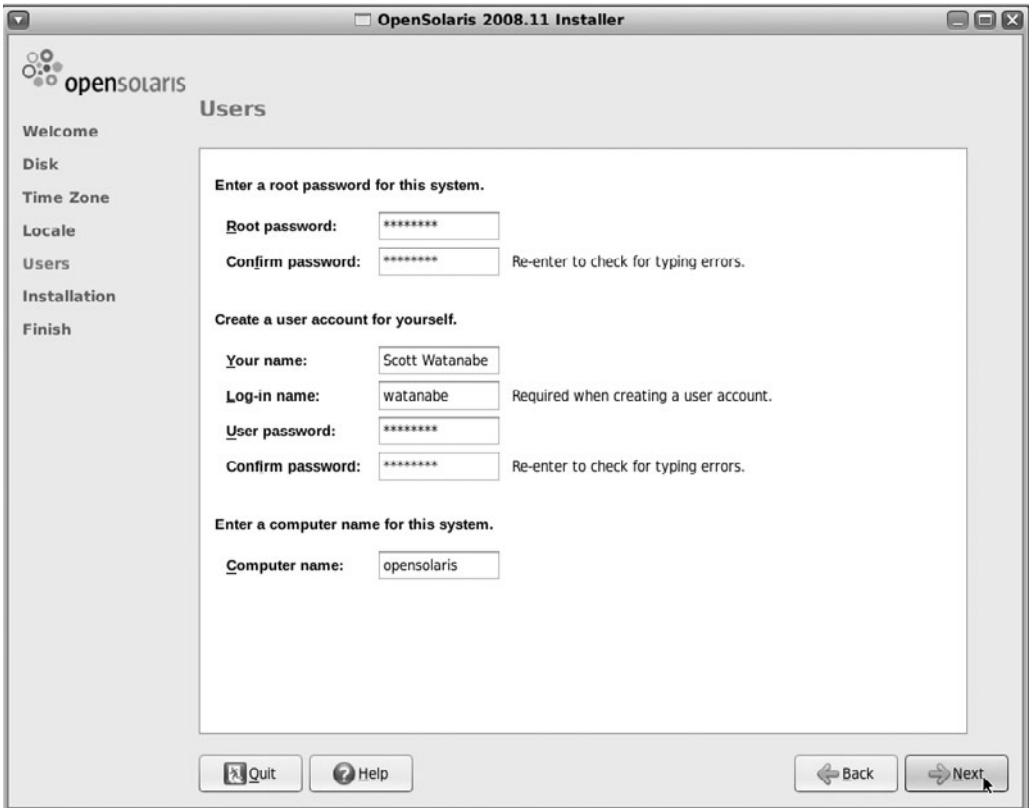 OpenSolaris 2008.11 Installer
opensolaris
Users
Welcome
Disk
Time Zone
Locale
Users
Installation
Finish
Enter a root password for this system.
Root password: ********
Confirm password: ******** Re-enter to check for typing errors.
Create a user account for yourself.
Your name: Scott Watanabe
Log-in name: watanabe Required when creating a user account.
User password: ********
Confirm password: ******** Re-enter to check for typing errors.
Enter a computer name for this system.
Computer name: opensolaris
Quit Help Back Next